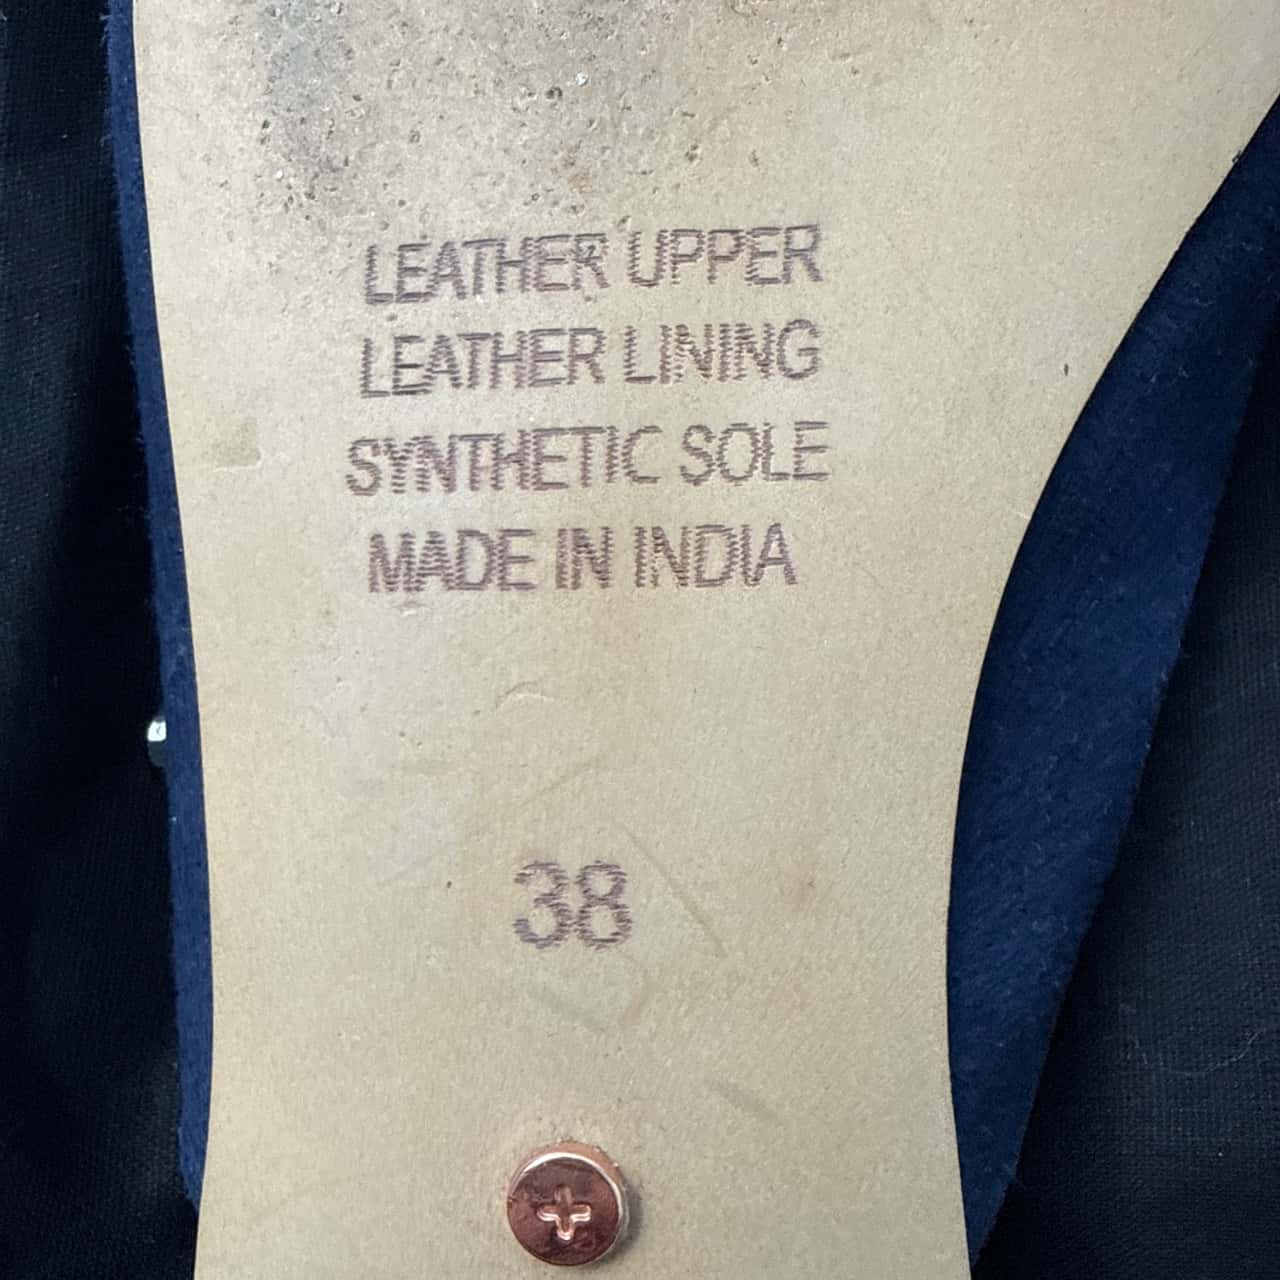 LEATHER UPPER
LEATHER LINING
SYNTHETIC SOLE
MADE IN INDIA
38